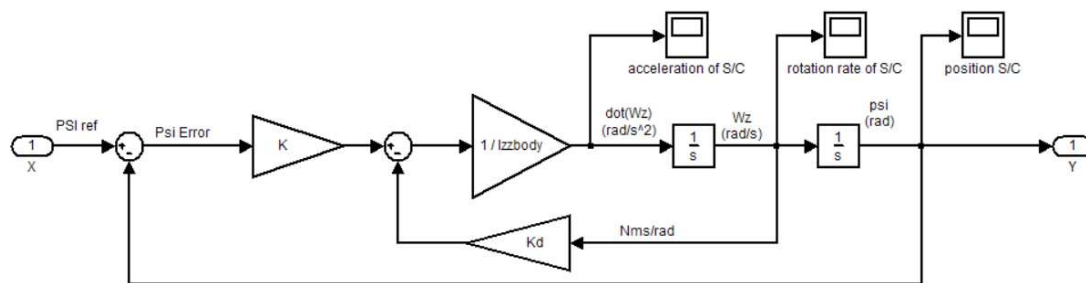 acceleration of S/C
rotation rate of S/C
position S/C
PSI ref
1
X
+
-
Psi Error
K
+
-
1 / Izzbody
dot(Wz)
(rad/s^2)
1
s
Wz
(rad/s)
1
s
psi
(rad)
1
Y
Kd
Nms/rad